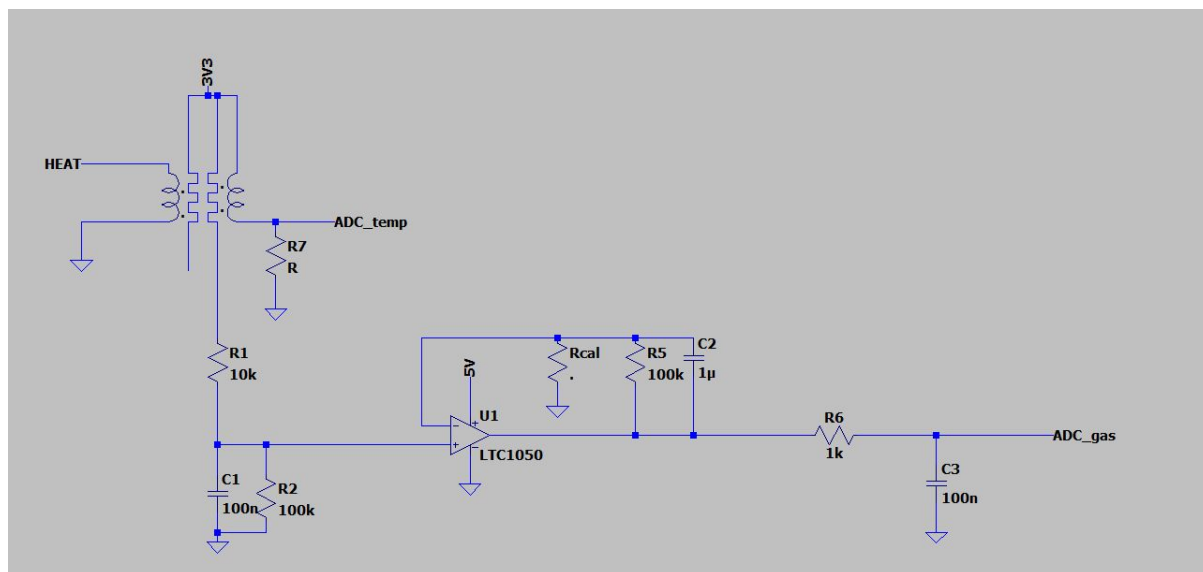 3V3
HEAT
ADC_temp
R7
R
R1
10k
Rcal
.
R5
100k
C2
1µ
5V
U1
LTC1050
R6
1k
ADC_gas
C1
100n
R2
100k
C3
100n